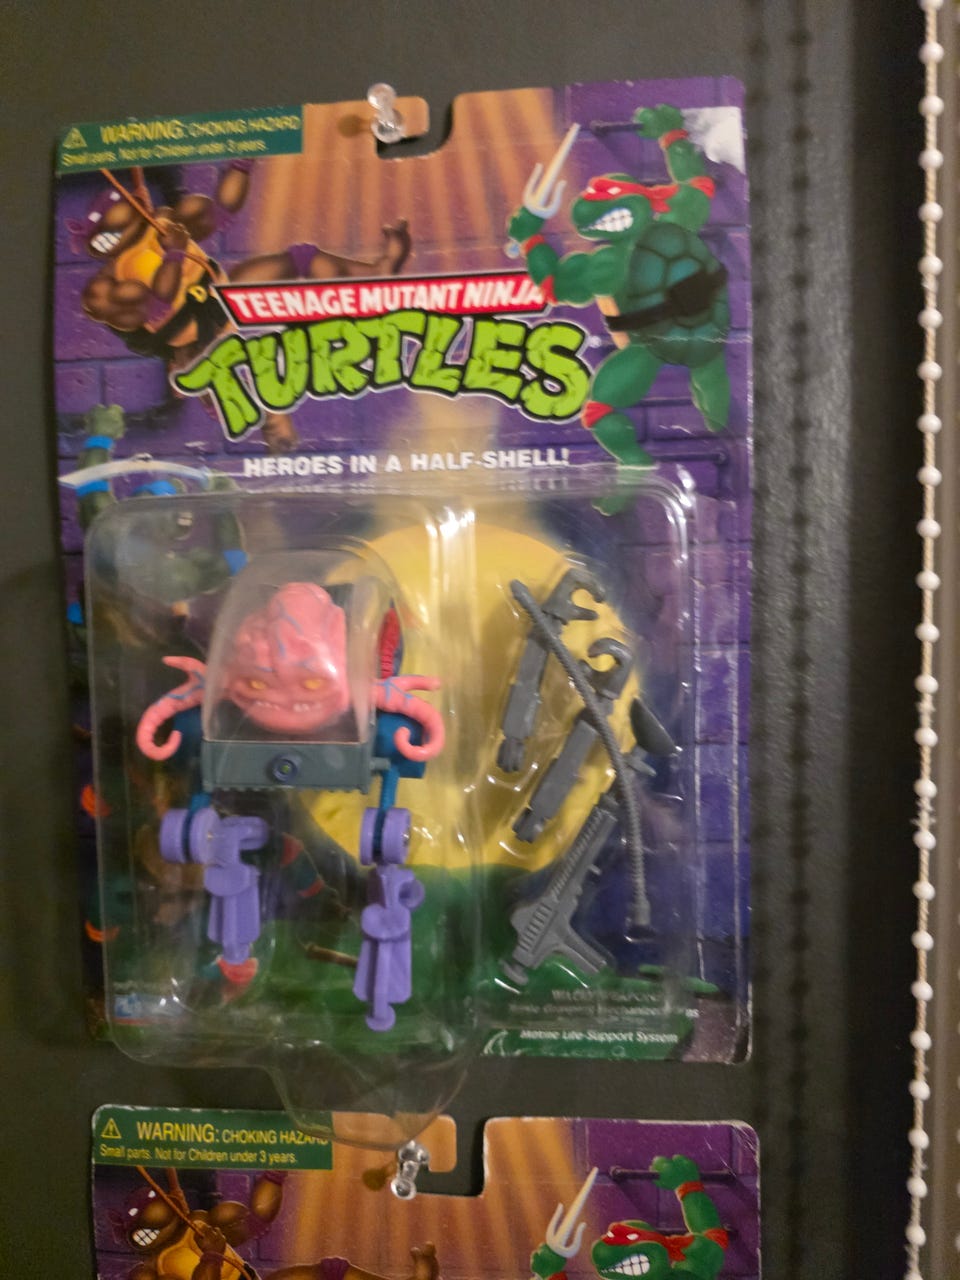 WARNING: CHOKING HAZARD
Small parts. Not for Children under 3 years.
TEENAGE MUTANT NINJA
TURTLES®
HEROES IN A HALF-SHELL!
Mobile Life-Support System
WARNING: CHOKING HAZARD
Small parts. Not for Children under 3 years.